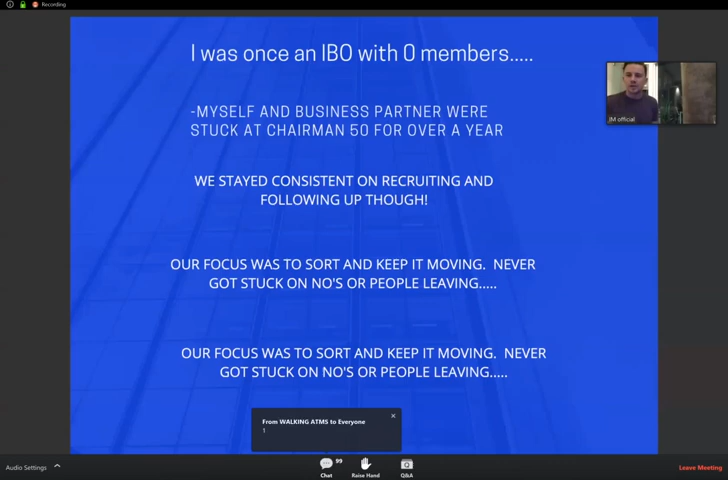 Recording
I was once an IBO with 0 members.....
-MYSELF AND BUSINESS PARTNER WERE
STUCK AT CHAIRMAN 50 FOR OVER A YEAR
WE STAYED CONSISTENT ON RECRUITING AND
FOLLOWING UP THOUGH!
OUR FOCUS WAS TO SORT AND KEEP IT MOVING. NEVER
GOT STUCK ON NO'S OR PEOPLE LEAVING.....
OUR FOCUS WAS TO SORT AND KEEP IT MOVING. NEVER
GOT STUCK ON NO'S OR PEOPLE LEAVING.....
JM official
From WALKING ATMS to Everyone
1
Audio Settings
99
Chat
Raise Hand
Q&A
Leave Meeting